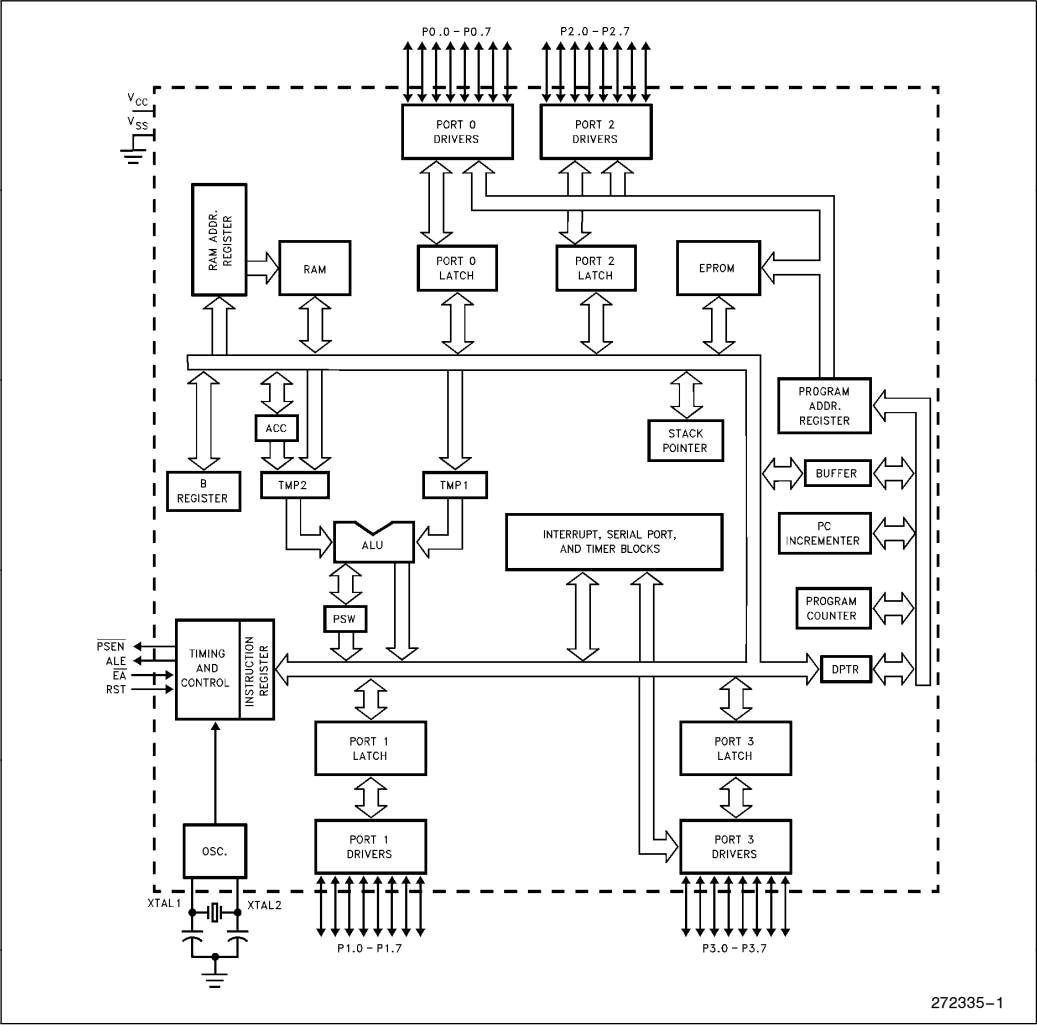 P0.0 – P0.7
P2.0 – P2.7
VCC
VSS
PORT 0
DRIVERS
PORT 2
DRIVERS
RAM ADDR.
REGISTER
RAM
PORT 0
LATCH
PORT 2
LATCH
EPROM
PROGRAM
ADDR.
REGISTER
ACC
STACK
POINTER
B
REGISTER
TMP2
TMP1
BUFFER
ALU
INTERRUPT, SERIAL PORT,
AND TIMER BLOCKS
PC
INCREMENTER
PSW
PROGRAM
COUNTER
PSEN
ALE
EA
RST
TIMING
AND
CONTROL
INSTRUCTION
REGISTER
DPTR
PORT 1
LATCH
PORT 3
LATCH
OSC.
PORT 1
DRIVERS
PORT 3
DRIVERS
XTAL1
XTAL2
P1.0 – P1.7
P3.0 – P3.7
272335–1